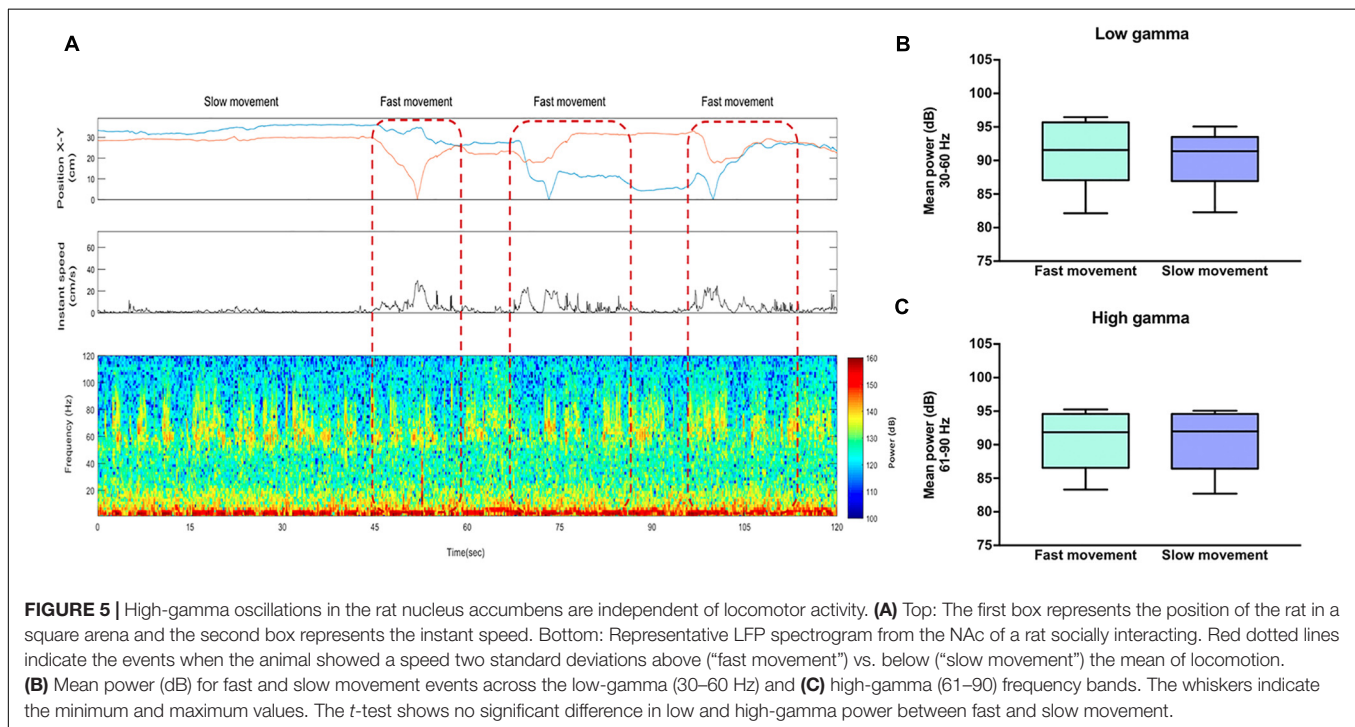 A
Slow movement Fast movement Fast movement Fast movement
Position X-Y
(cm)
30
20
10
0
Instant speed
(cm/s)
60
40
20
0
Frequency (Hz)
120
100
80
60
40
20
0 15 30 45 60 75 90 105 120
Time(sec)
160
150
140
130
120
110
100
Power (dB)
B
Low gamma
Mean power (dB)
30-60 Hz
105
100
95
90
85
80
75
Fast movement Slow movement
C
High gamma
Mean power (dB)
61-90 Hz
105
100
95
90
85
80
75
Fast movement Slow movement
FIGURE 5 | High-gamma oscillations in the rat nucleus accumbens are independent of locomotor activity. (A) Top: The first box represents the position of the rat in a
square arena and the second box represents the instant speed. Bottom: Representative LFP spectrogram from the NAc of a rat socially interacting. Red dotted lines
indicate the events when the animal showed a speed two standard deviations above (“fast movement”) vs. below (“slow movement”) the mean of locomotion.
(B) Mean power (dB) for fast and slow movement events across the low-gamma (30–60 Hz) and (C) high-gamma (61–90) frequency bands. The whiskers indicate
the minimum and maximum values. The t-test shows no significant difference in low and high-gamma power between fast and slow movement.